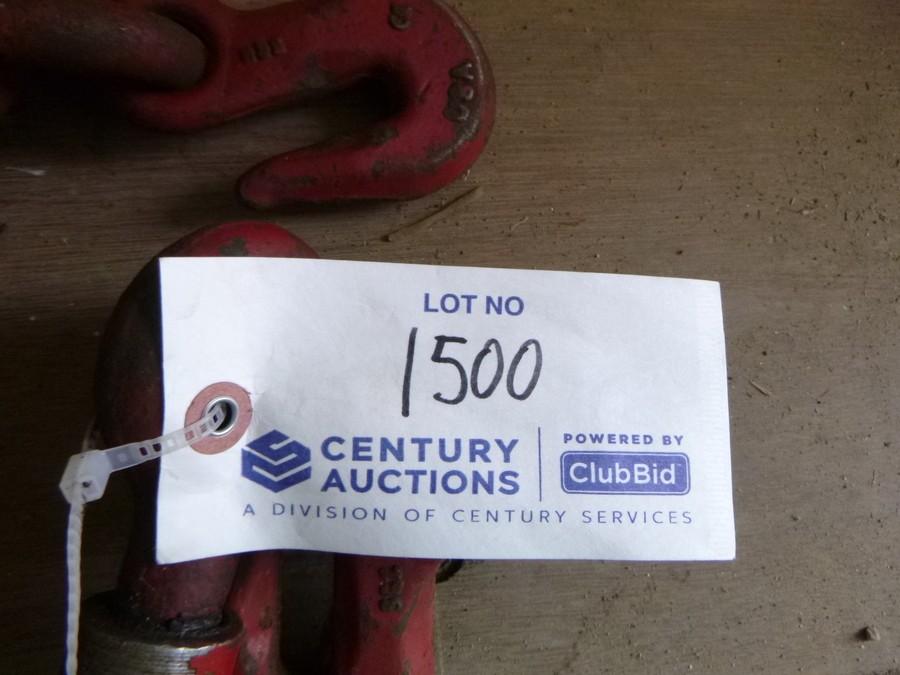 LOT NO
1500
CENTURY
AUCTIONS
POWERED BY
ClubBid
A DIVISION OF CENTURY SERVICES